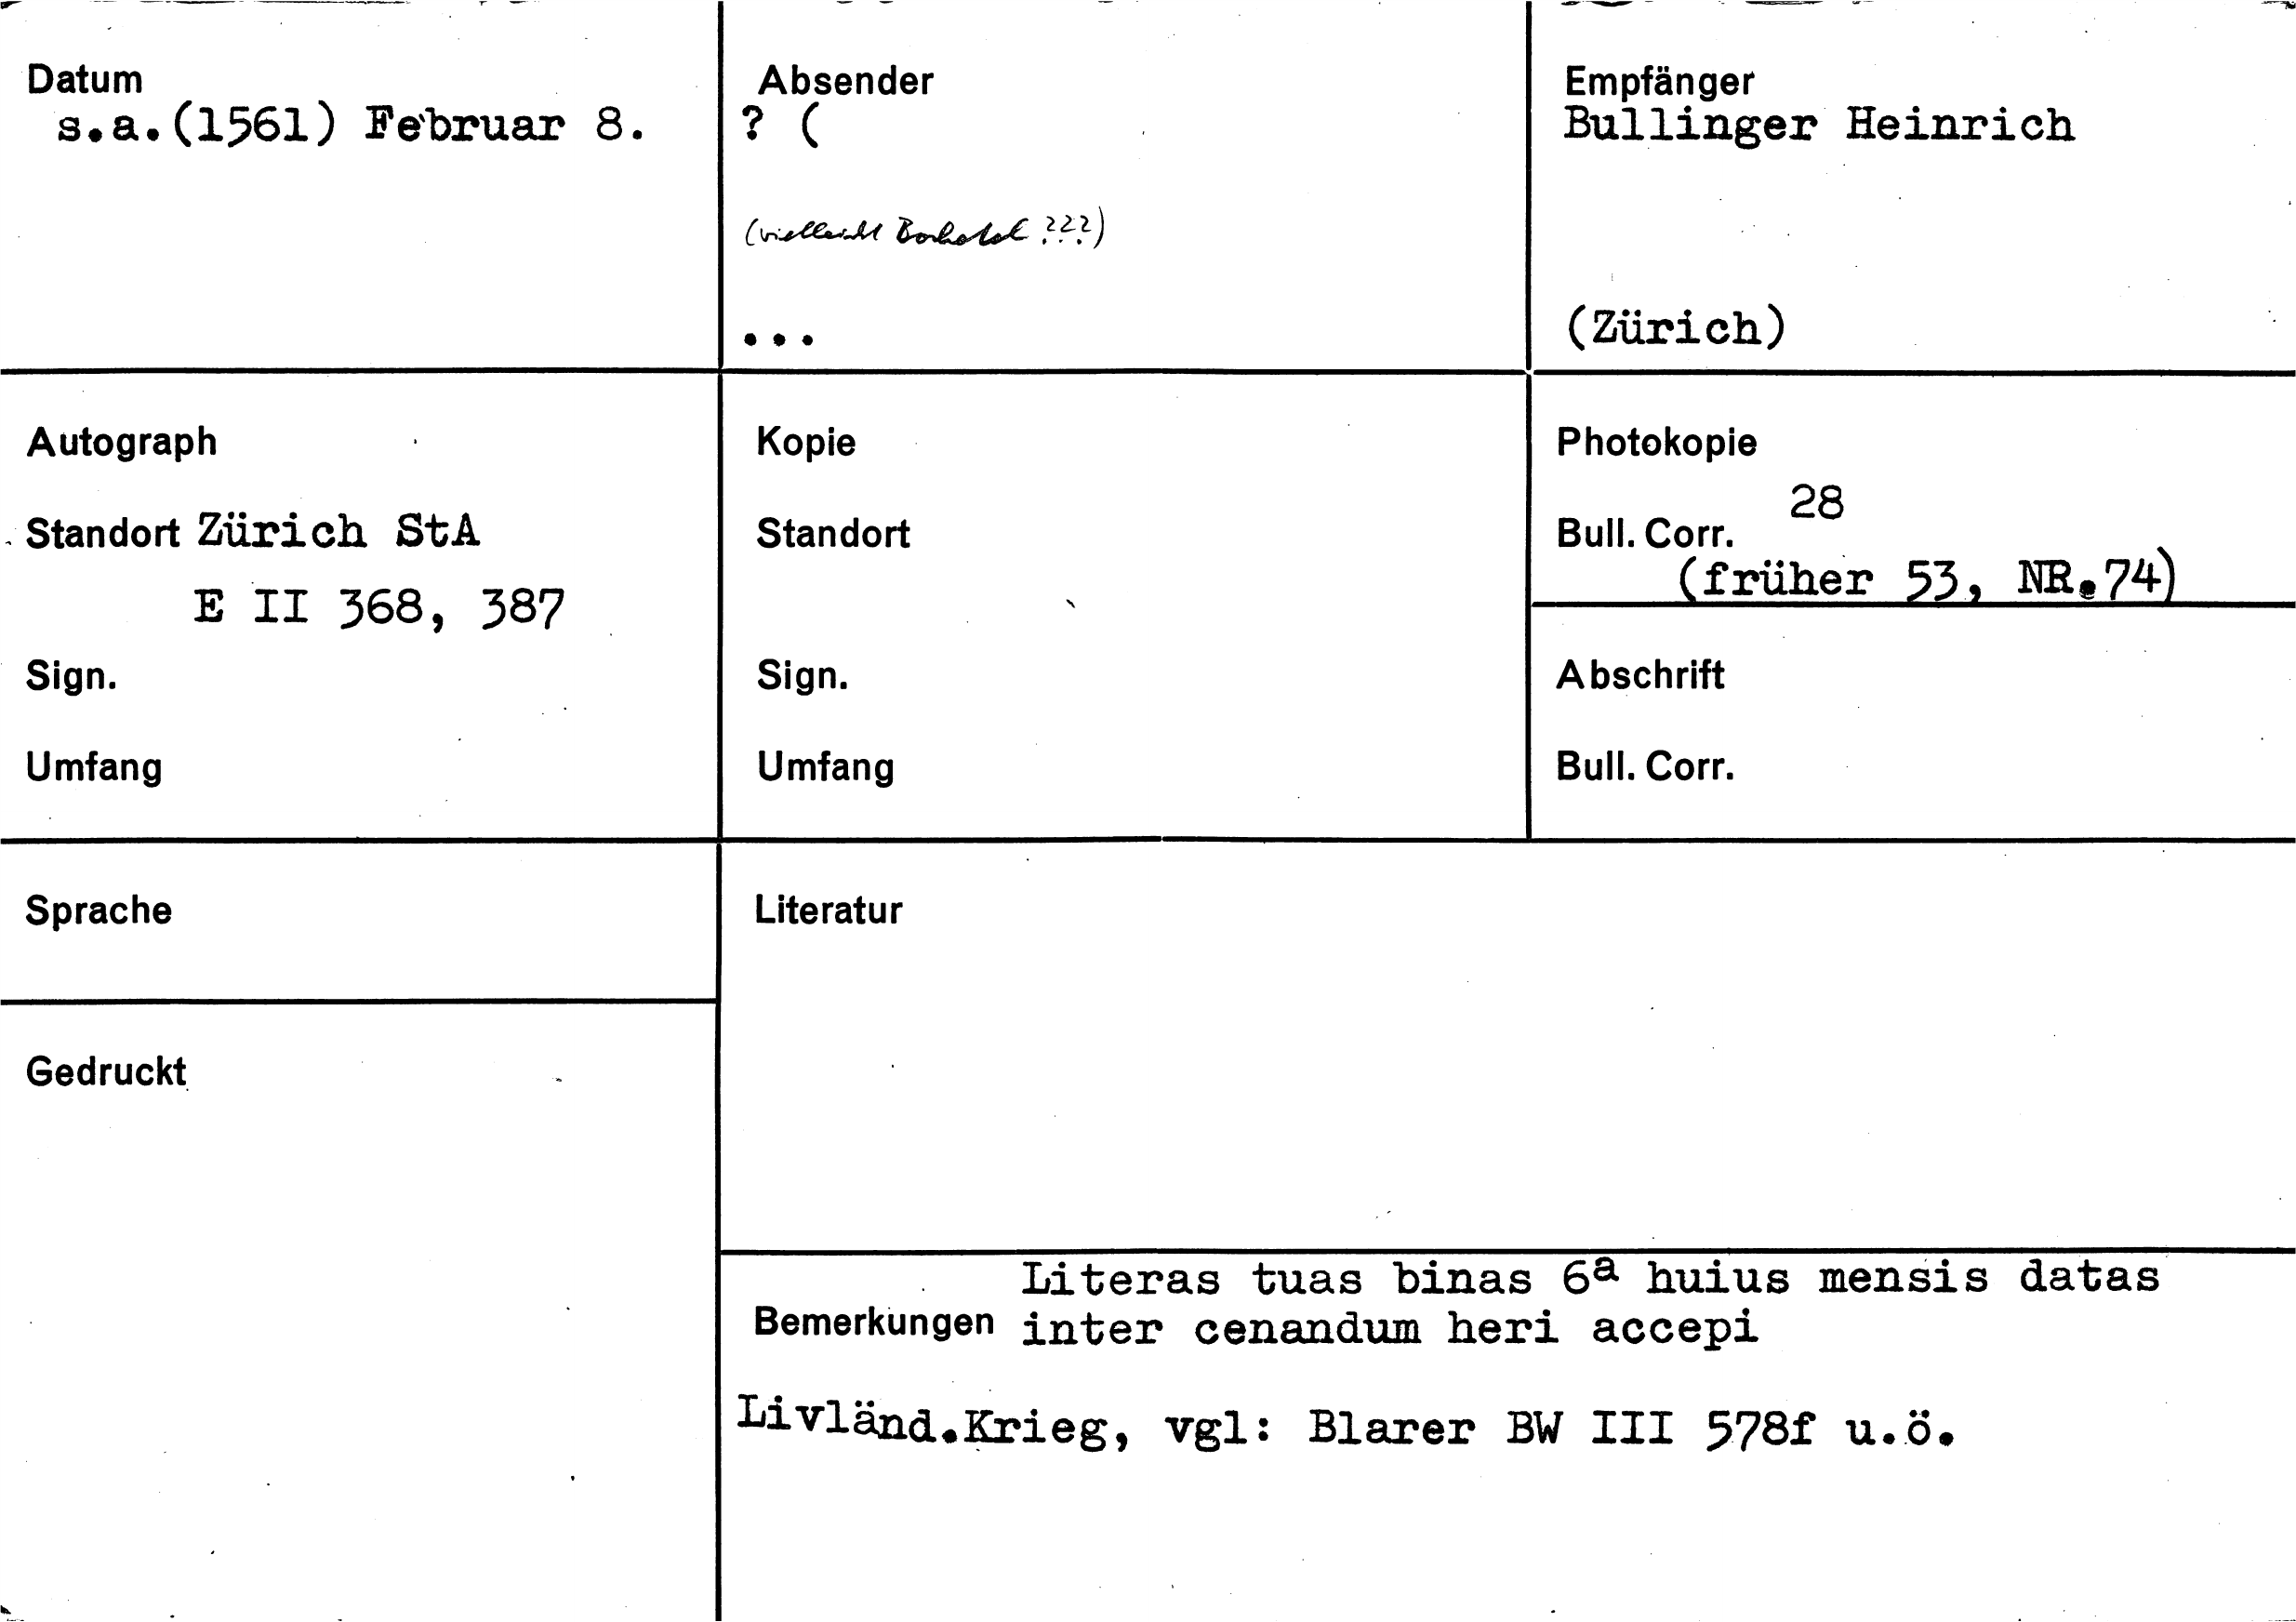 Datum
s.a.(1561) Februar 8.
Absender
? (
(vielleicht ???)
...
Empfänger
Bullinger Heinrich
(Zürich)
Autograph
Standort Zürich StA
E II 368, 387
Sign.
Umfang
Kopie
Standort
Sign.
Umfang
Photokopie
Bull. Corr. 28
(früher 53, NR.74)
Abschrift
Bull. Corr.
Sprache
Literatur
Gedruckt
Bemerkungen
Literas tuas binas 6ª huius mensis datas
inter cenandum heri accepi
Livländ.Krieg, vgl: Blarer BW III 578f u.ö.